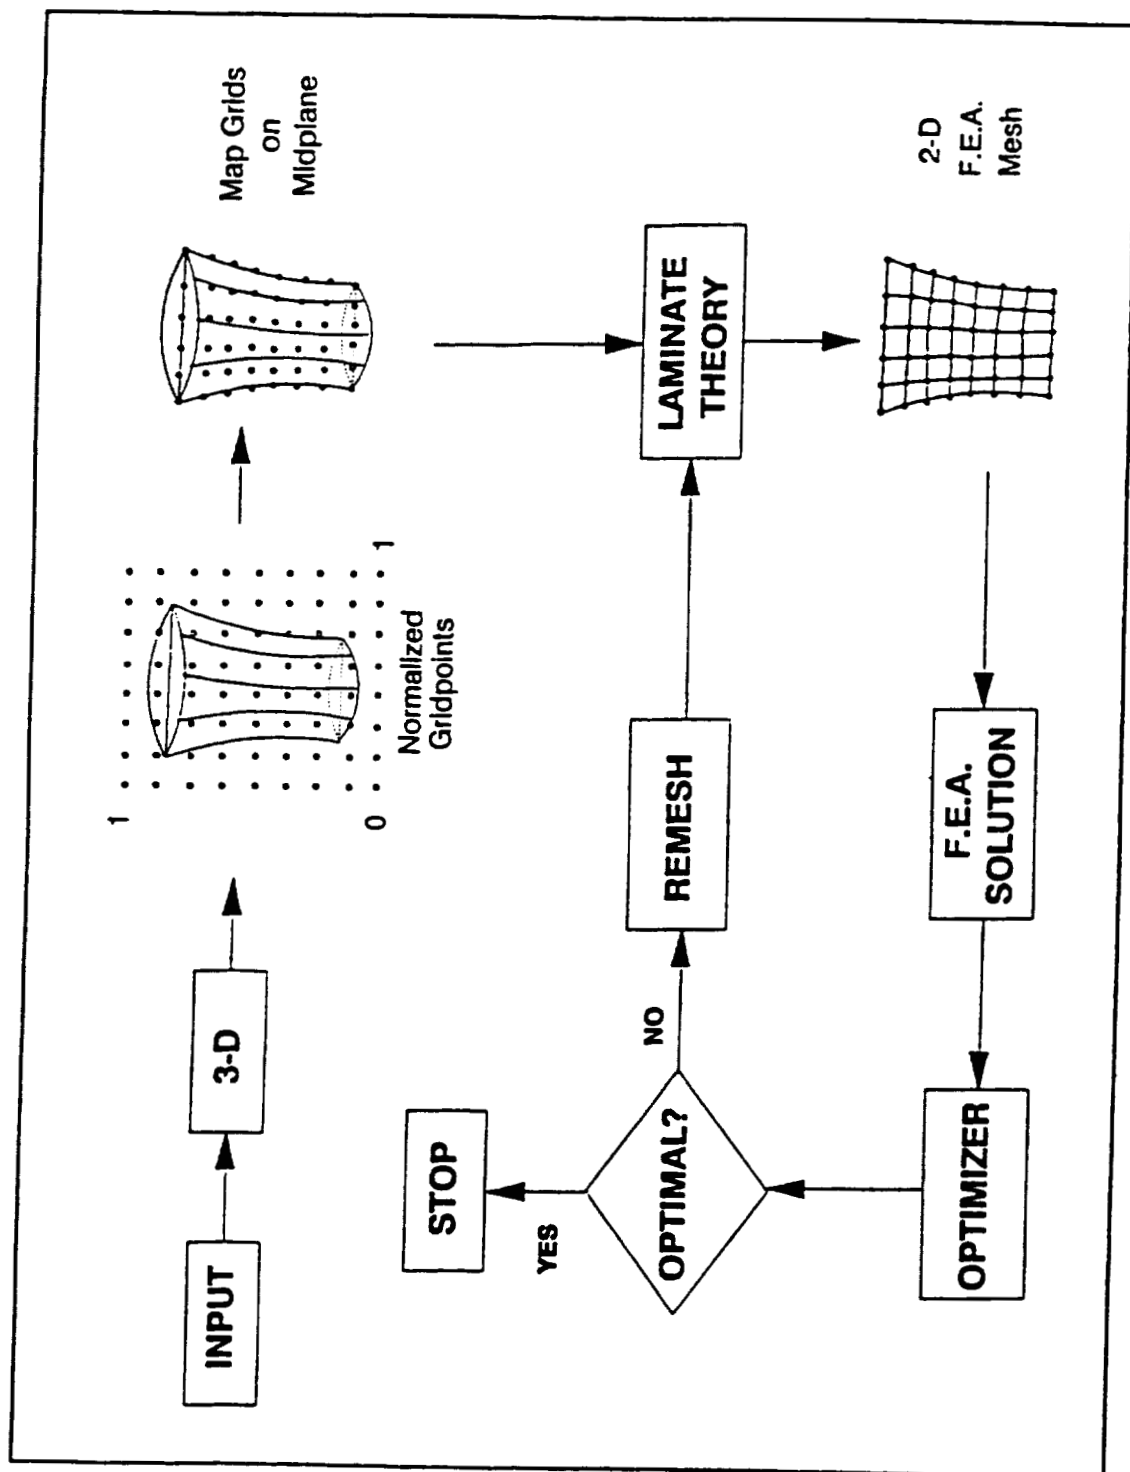 INPUT
3-D
1
0
1
Normalized
Gridpoints
Map Grids
on
Midplane
STOP
YES
OPTIMAL?
NO
REMESH
LAMINATE
THEORY
OPTIMIZER
F.E.A.
SOLUTION
2-D
F.E.A.
Mesh